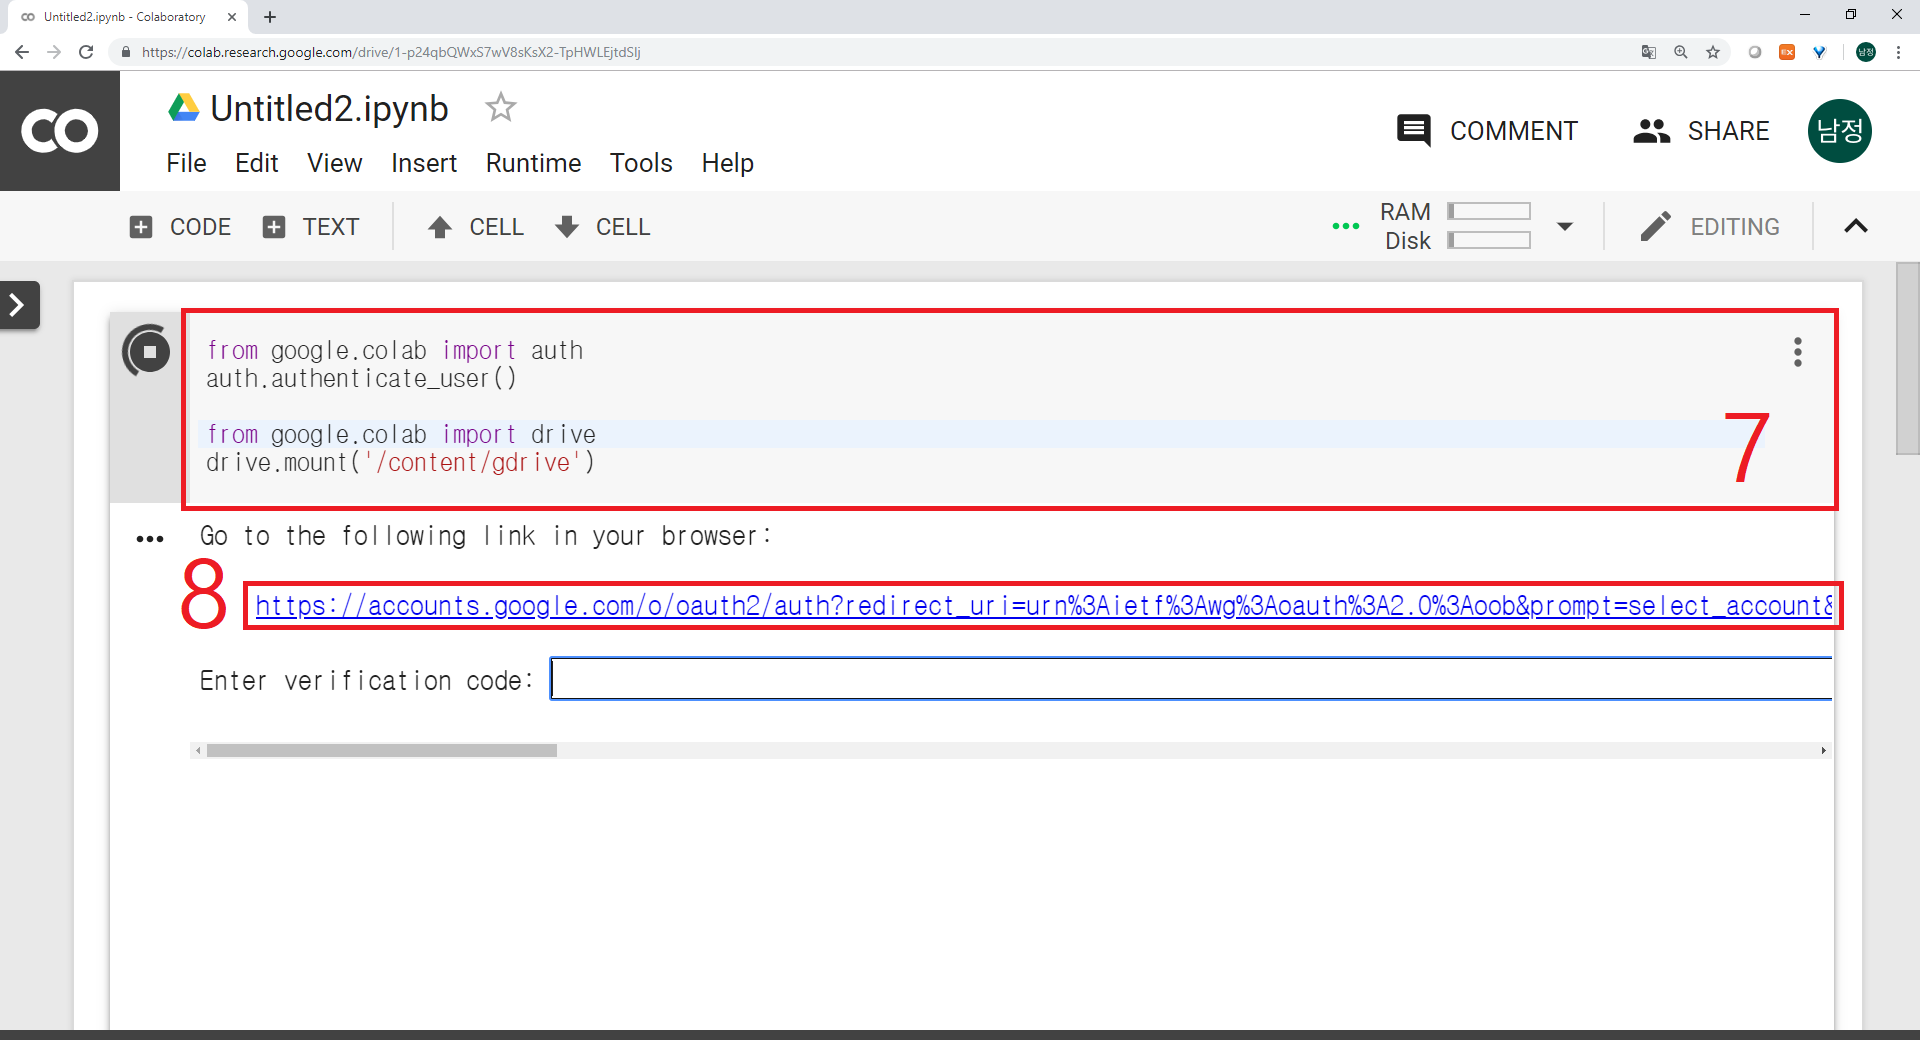 Untitled2.ipynb - Colaboratory
https://colab.research.google.com/drive/1-p24qbQWxS7wV8sKsX2-TpHWLEjtdSlj
EX
남정
CO
Untitled2.ipynb
COMMENT
SHARE
남정
File Edit View Insert Runtime Tools Help
CODE TEXT CELL CELL
RAM
Disk
EDITING
from google.colab import auth
auth.authenticate_user()
from google.colab import drive
drive.mount('/content/gdrive')
7
Go to the following link in your browser:
8
https://accounts.google.com/o/oauth2/auth?redirect_uri=urn%3Aietf%3Awg%3Aoauth%3A2.0%3Aoob&prompt=select_account&
Enter verification code: